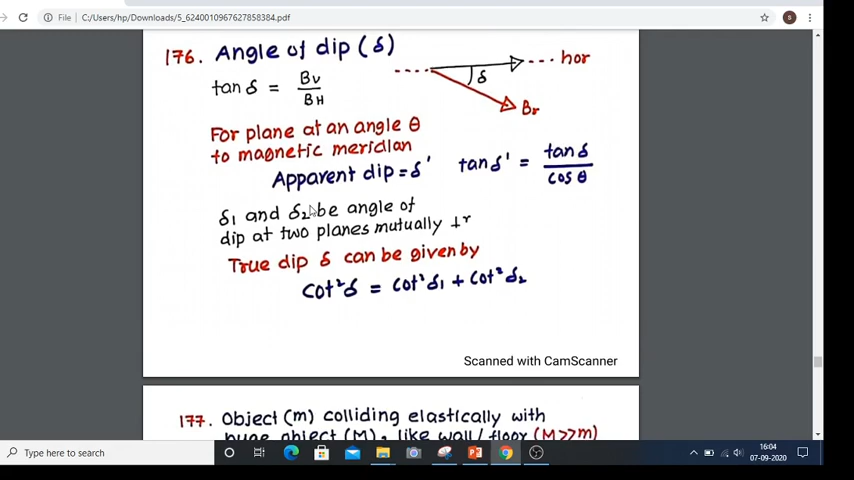 File
C:/Users/hp/Downloads/5_6240010967627858384.pdf
s
176. Angle of dip (δ)
tan δ = Bv / BH
hor
δ
Br
For plane at an angle θ
to magnetic meridian
Apparent dip = δ'
tan δ' = tan δ / cos θ
δ1 and δ2 be angle of
dip at two planes mutually ⊥r
True dip δ can be given by
Cot²δ = Cot²δ1 + Cot²δ2
Scanned with CamScanner
177. Object (m) colliding elastically with
huge object (M), like wall/floor (M>>m)
Type here to search
16:04
07-09-2020